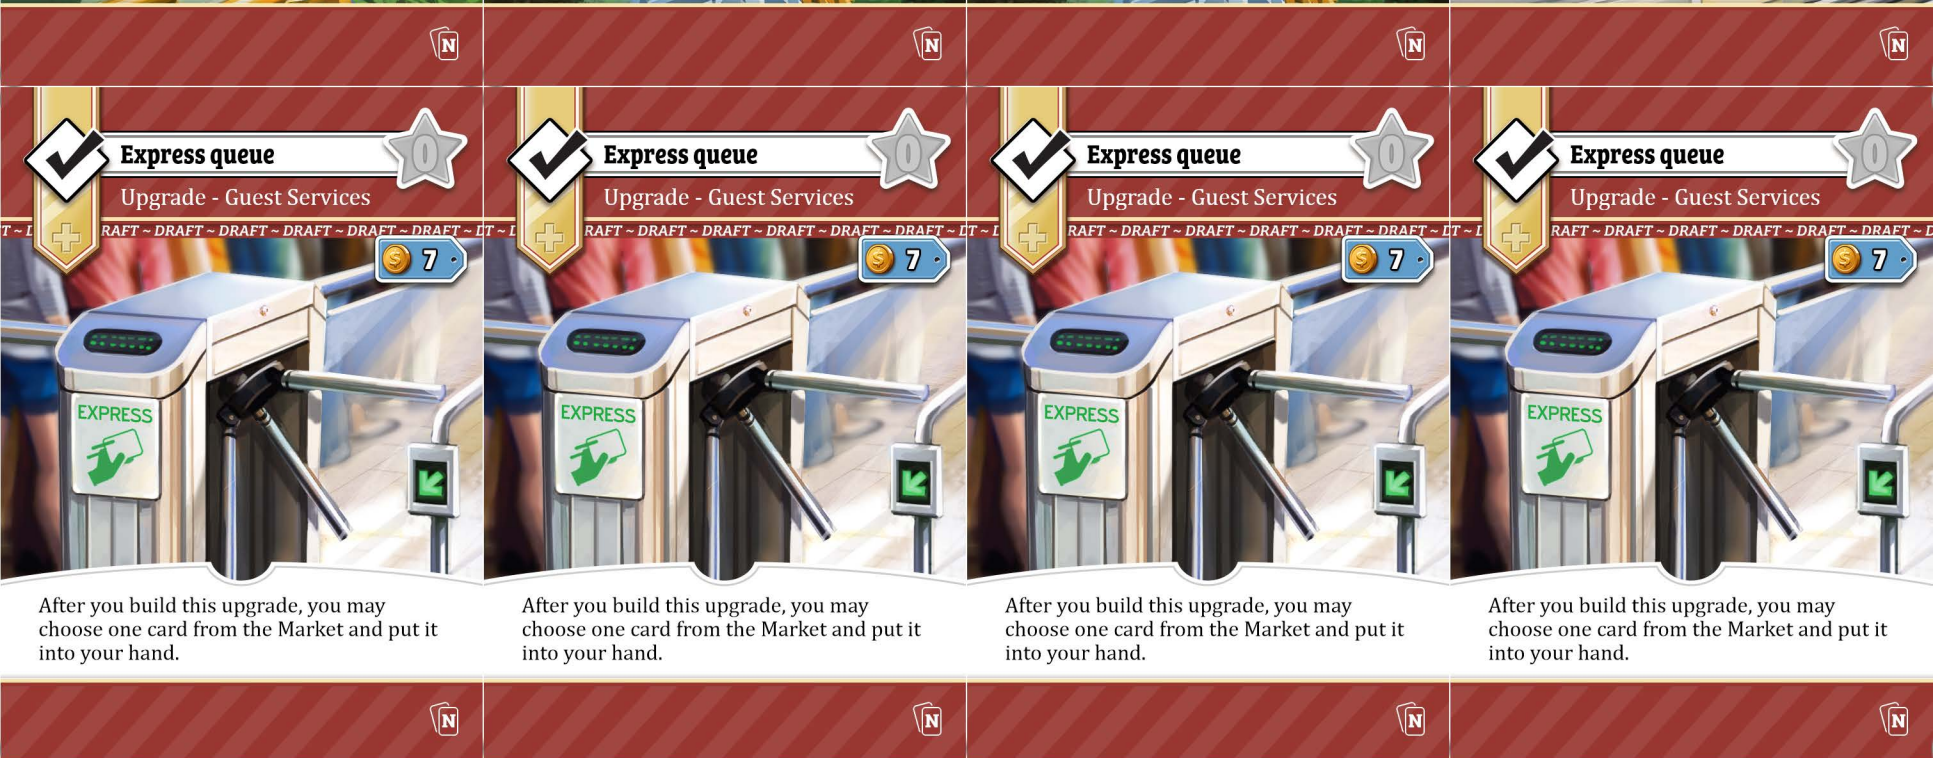 N N N N
Express queue 0 Express queue 0 Express queue 0 Express queue 0
Upgrade - Guest Services Upgrade - Guest Services Upgrade - Guest Services Upgrade - Guest Services
T ~ D RAFT ~ DRAFT ~ DRAFT ~ DRAFT ~ DRAFT ~ DRAFT ~ D T ~ D RAFT ~ DRAFT ~ DRAFT ~ DRAFT ~ DRAFT ~ DRAFT ~ D T ~ D RAFT ~ DRAFT ~ DRAFT ~ DRAFT ~ DRAFT ~ DRAFT ~ D T ~ D RAFT ~ DRAFT ~ DRAFT ~ DRAFT ~ DRAFT ~ DRAFT ~ D
$ 7 $ 7 $ 7 $ 7
EXPRESS EXPRESS EXPRESS EXPRESS
After you build this upgrade, you may After you build this upgrade, you may After you build this upgrade, you may After you build this upgrade, you may
choose one card from the Market and put it choose one card from the Market and put it choose one card from the Market and put it choose one card from the Market and put it
into your hand. into your hand. into your hand. into your hand.
N N N N